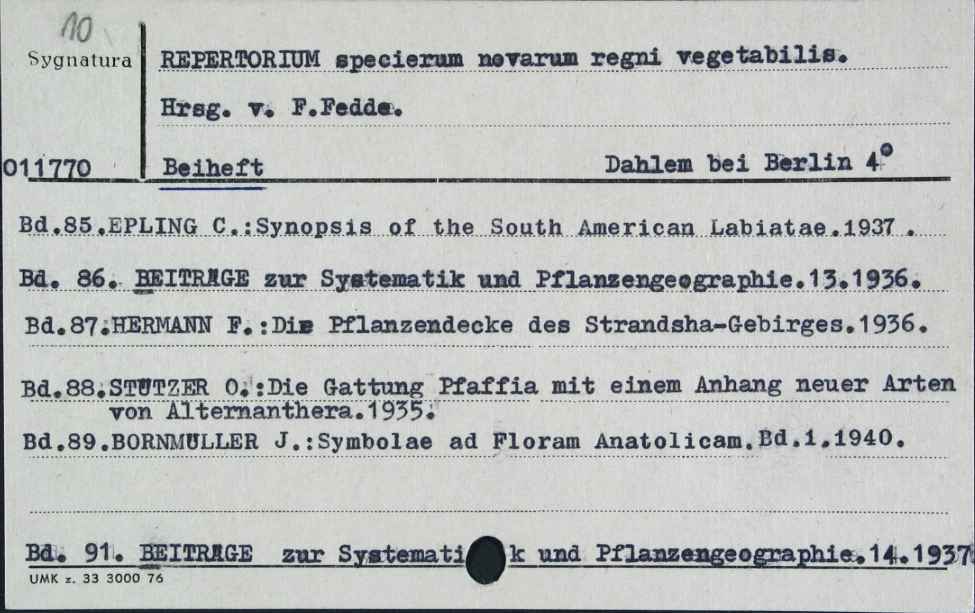 10
Sygnatura
REPERTORIUM specierum novarum regni vegetabilis.
Hrsg. v. F.Fedde.
011770 Beiheft Dahlem bei Berlin 4°
Bd.85.EPLING C.:Synopsis of the South American Labiatae.1937 .
Bd. 86. BEITRÄGE zur Systematik und Pflanzengeographie.13.1936.
Bd.87.HERMANN F.:Die Pflanzendecke des Strandsha-Gebirges.1936.
Bd.88.STÜTZER O.:Die Gattung Pfaffia mit einem Anhang neuer Arten
von Alternanthera.1935.
Bd.89.BORNMÜLLER J.:Symbolae ad Floram Anatolicam.Bd.1.1940.
Bd. 91. BEITRÄGE zur Systematik und Pflanzengeographie.14.1937
UMK z. 33 3000 76